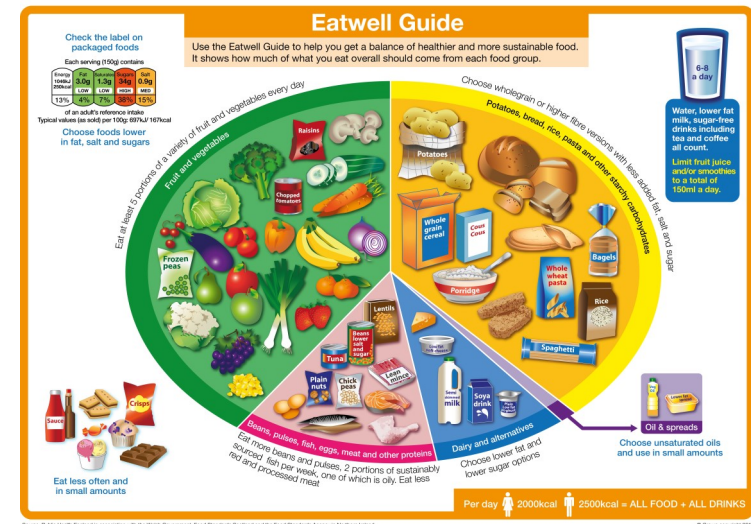 Eatwell Guide
Use the Eatwell Guide to help you get a balance of healthier and more sustainable food.
It shows how much of what you eat overall should come from each food group.
Check the label on
packaged foods
Each serving (150g) contains
Energy
1046kJ
250kcal
13%
Fat
3.0g
LOW
4%
Saturates
1.3g
LOW
7%
Sugars
34g
HIGH
38%
Salt
0.9g
MED
15%
of an adult's reference intake
Typical values (as sold) per 100g: 697kJ/ 167kcal
Choose foods lower
in fat, salt and sugars
6-8
a day
Water, lower fat
milk, sugar-free
drinks including
tea and coffee
all count.
Limit fruit juice
and/or smoothies
to a total of
150ml a day.
Eat at least 5 portions of a variety of fruit and vegetables every day
Fruit and vegetables
Raisins
Chopped
tomatoes
Frozen
peas
Choose wholegrain or higher fibre versions with less added fat, salt and sugar
Potatoes, bread, rice, pasta and other starchy carbohydrates
Potatoes
Whole
grain
cereal
Cous
Cous
Bagels
Porridge
Whole
wheat
pasta
Rice
Spaghetti
Lentils
Beans
lower
salt
and
sugar
Tuna
Plain
nuts
Chick
peas
Lean
mince
Beans, pulses, fish, eggs, meat and other proteins
Eat more beans and pulses, 2 portions of sustainably
sourced fish per week, one of which is oily. Eat less
red and processed meat
milk
Soya
drink
Dairy and alternatives
Choose lower fat and
lower sugar options
Sauce
Crisps
Eat less often and
in small amounts
Oil & spreads
Choose unsaturated oils
and use in small amounts
Per day 2000kcal 2500kcal = ALL FOOD + ALL DRINKS